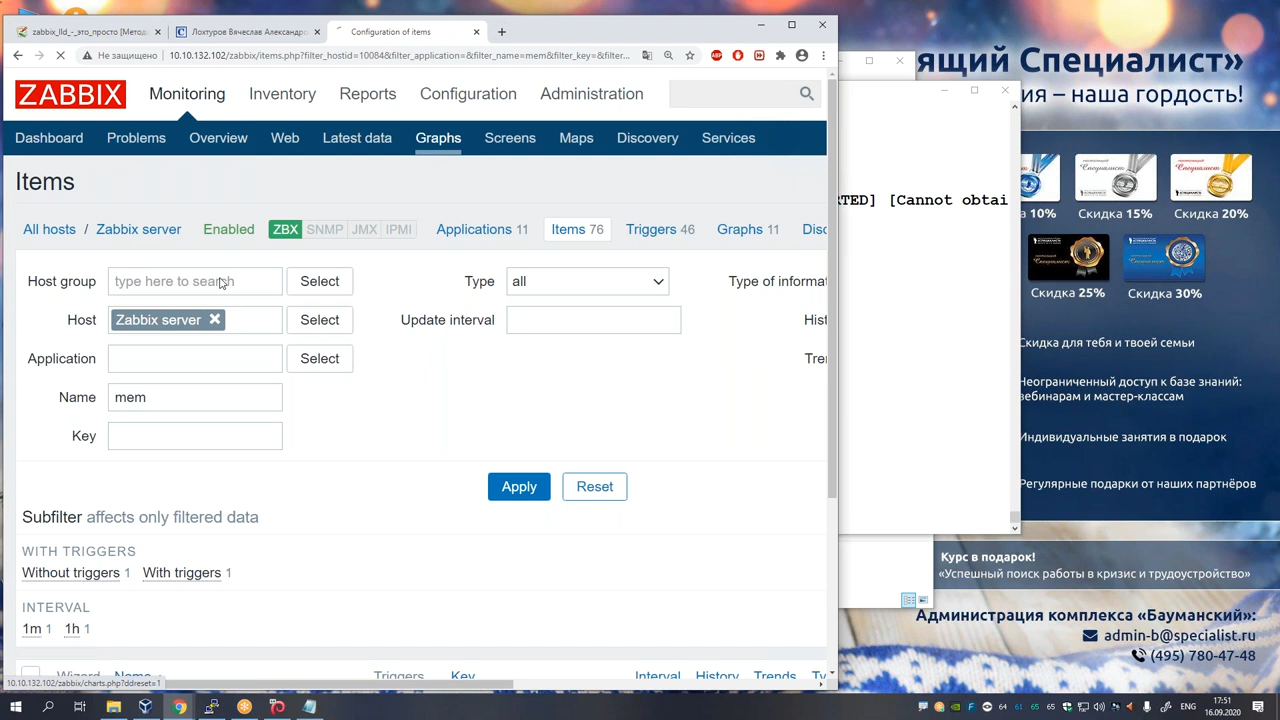 zabbix_lld_-_это_просто [Метод
Лохтуров Вячеслав Александро
Configuration of items
Не защищено
10.10.132.102/zabbix/items.php?filter_hostid=10084&filter_application=&filter_name=mem&filter_key=&filter...
ZABBIX
Monitoring
Inventory
Reports
Configuration
Administration
Dashboard
Problems
Overview
Web
Latest data
Graphs
Screens
Maps
Discovery
Services
Items
All hosts / Zabbix server
Enabled
ZBX SNMP JMX IPMI
Applications 11
Items 76
Triggers 46
Graphs 11
Disc
Host group
type here to search
Select
Type
all
Type of informa
Host
Zabbix server
Select
Update interval
Hist
Application
Select
Tre
Name
mem
Key
Apply
Reset
Subfilter affects only filtered data
WITH TRIGGERS
Without triggers 1 With triggers 1
INTERVAL
1m 1 1h 1
Wizard
Name
Triggers
Key
Interval
History
Trends
Ty
10.10.132.102/zabbix/charts.php?ddreset=1
RTED] [Cannot obtai
ящий Специалист»
ия – наша гордость!
а 10%
Скидка 15%
Скидка 20%
Скидка 25%
Скидка 30%
Скидка для тебя и твоей семьи
Неограниченный доступ к базе знаний:
вебинарам и мастер-классам
Индивидуальные занятия в подарок
Регулярные подарки от наших партнёров
Курс в подарок!
«Успешный поиск работы в кризис и трудоустройство»
Администрация комплекса «Бауманский»:
admin-b@specialist.ru
(495) 780-47-48
64 61 65 65
ENG
17:51
16.09.2020